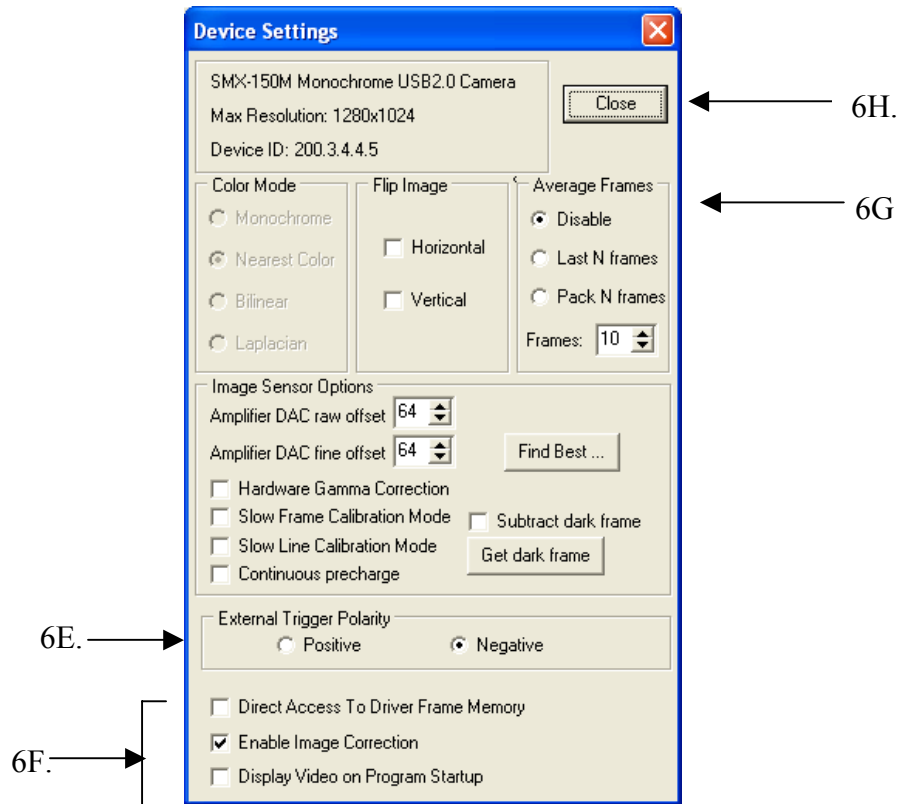 Device Settings
SMX-150M Monochrome USB2.0 Camera
Max Resolution: 1280x1024
Device ID: 200.3.4.4.5
Close
6H.
Color Mode
Monochrome
Nearest Color
Bilinear
Laplacian
Flip Image
Horizontal
Vertical
Average Frames
Disable
Last N frames
Pack N frames
Frames: 10
6G
Image Sensor Options
Amplifier DAC raw offset 64
Amplifier DAC fine offset 64
Find Best ...
Hardware Gamma Correction
Slow Frame Calibration Mode
Slow Line Calibration Mode
Continuous precharge
Subtract dark frame
Get dark frame
6E.
External Trigger Polarity
Positive Negative
6F.
Direct Access To Driver Frame Memory
Enable Image Correction
Display Video on Program Startup